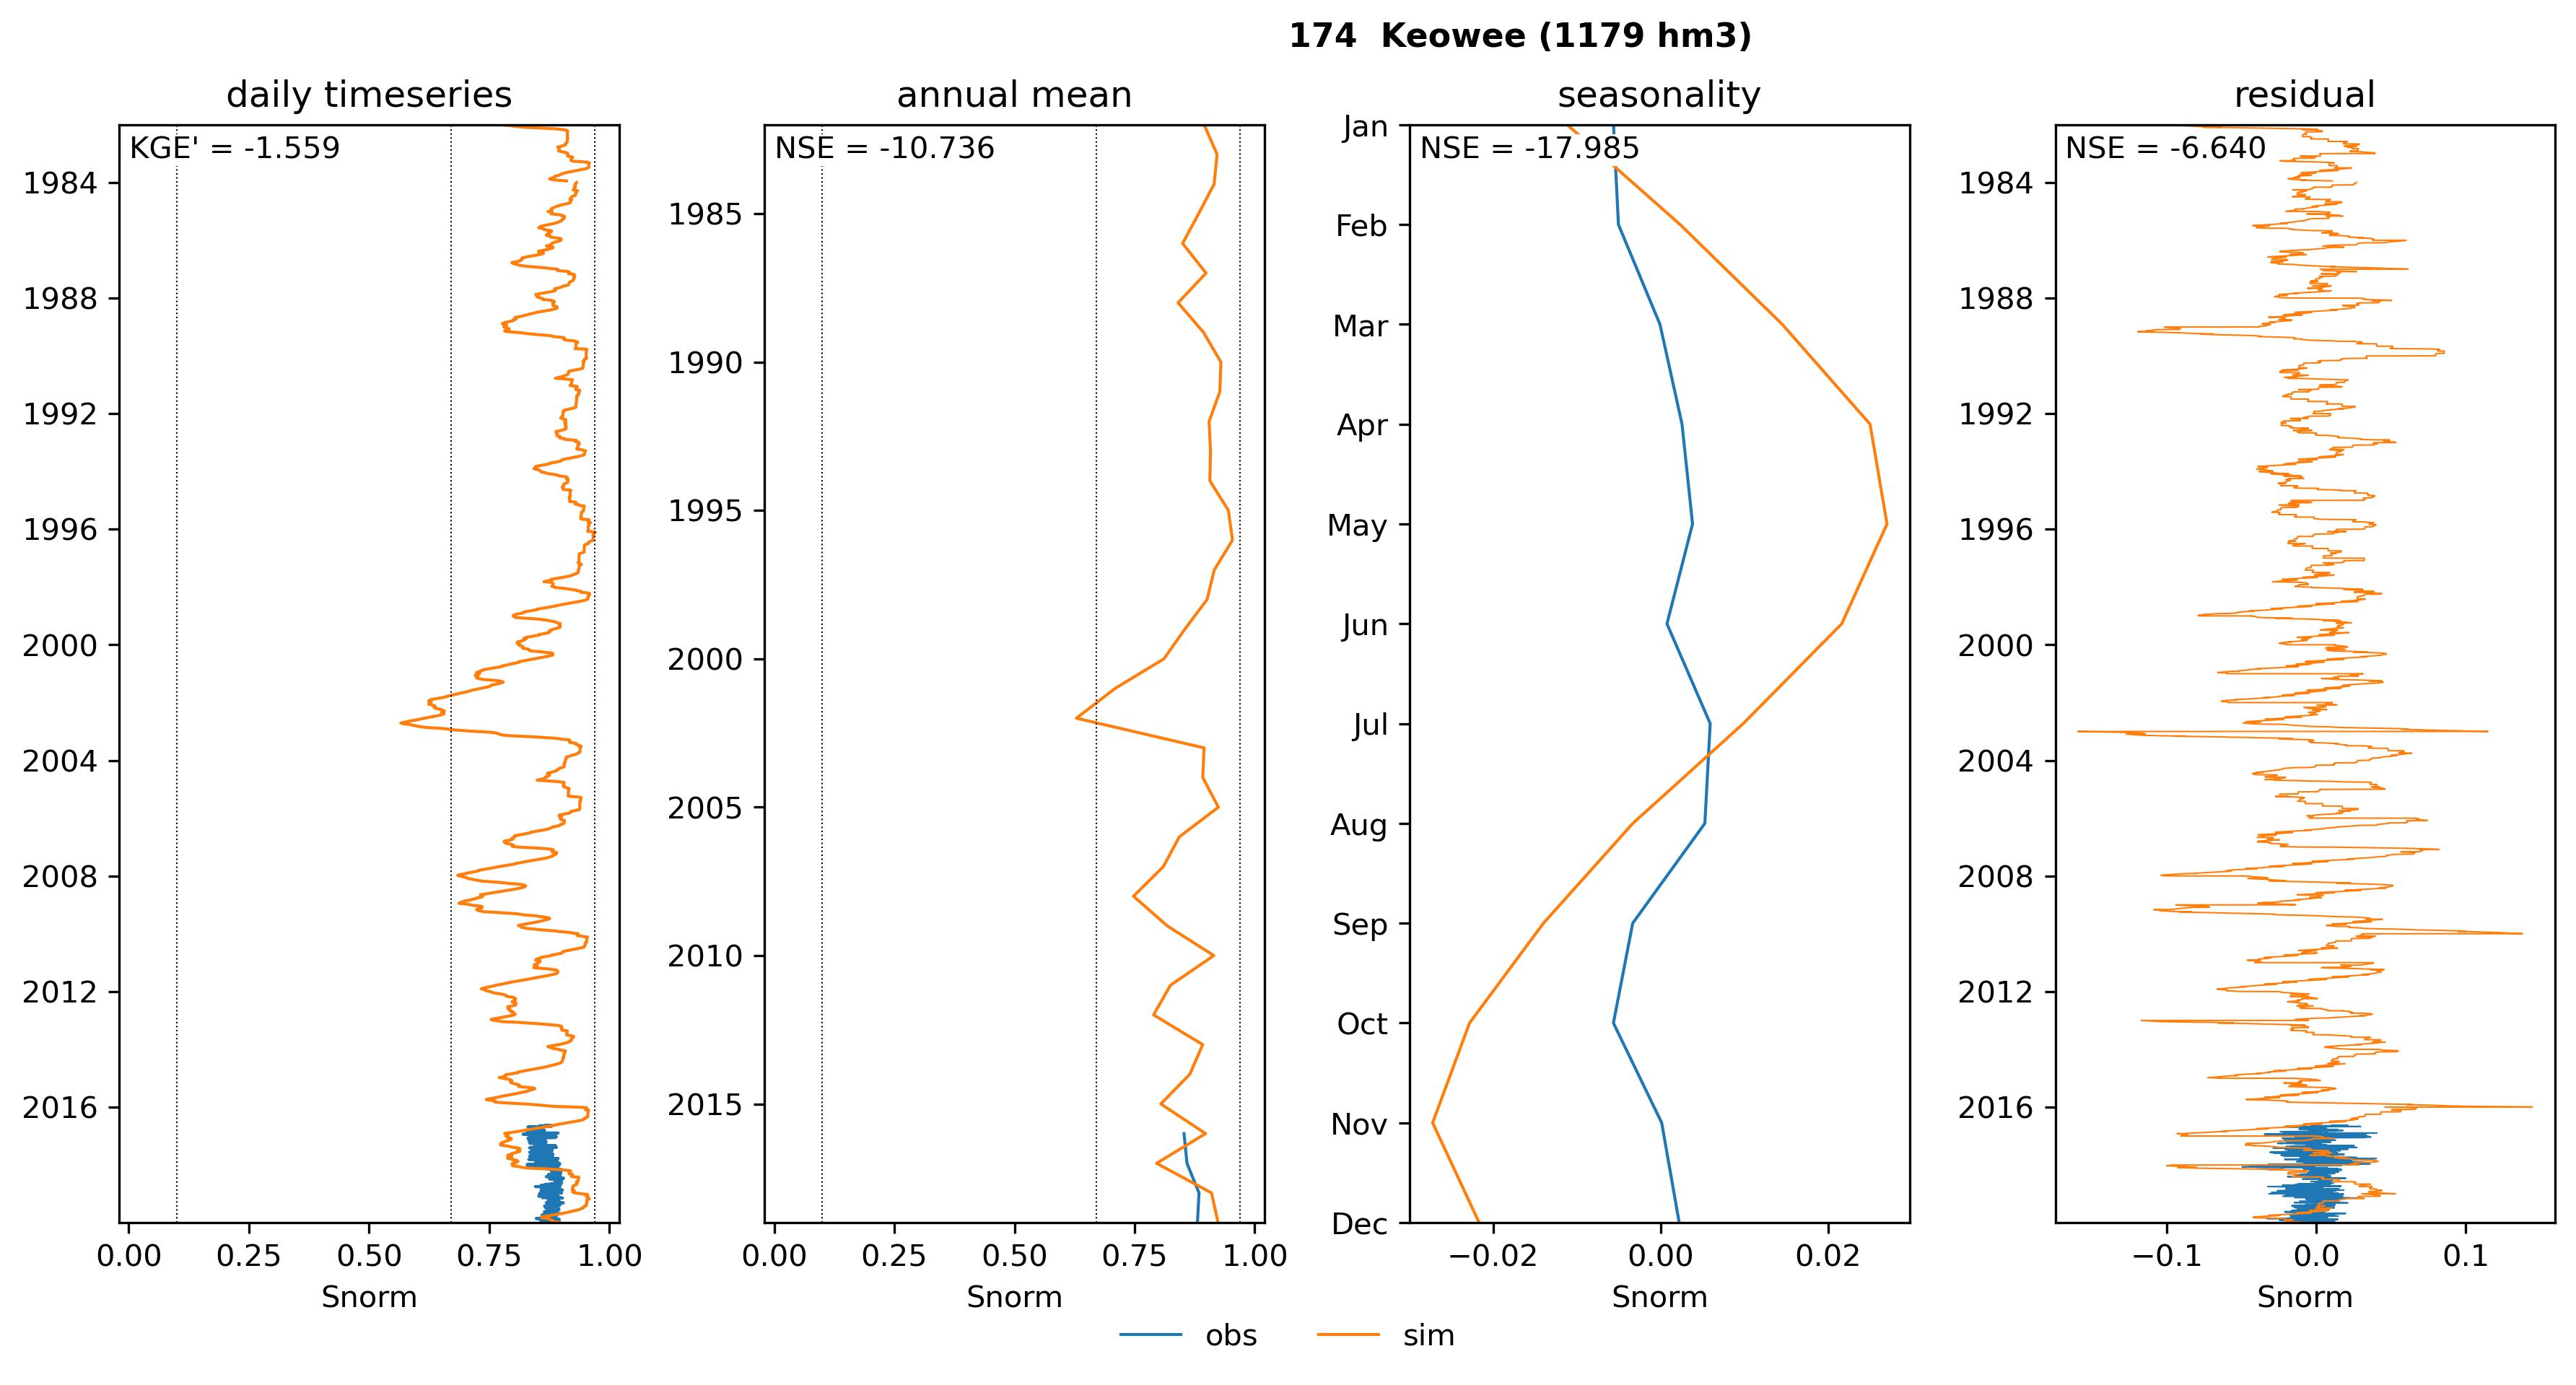 174  Keowee (1179 hm3)
daily timeseries
KGE' = -1.559
1984
1988
1992
1996
2000
2004
2008
2012
2016
0.00 0.25 0.50 0.75 1.00
Snorm
annual mean
NSE = -10.736
1985
1990
1995
2000
2005
2010
2015
0.00 0.25 0.50 0.75 1.00
Snorm
seasonality
NSE = -17.985
Jan
Feb
Mar
Apr
May
Jun
Jul
Aug
Sep
Oct
Nov
Dec
−0.02 0.00 0.02
Snorm
residual
NSE = -6.640
1984
1988
1992
1996
2000
2004
2008
2012
2016
−0.1 0.0 0.1
Snorm
obs sim